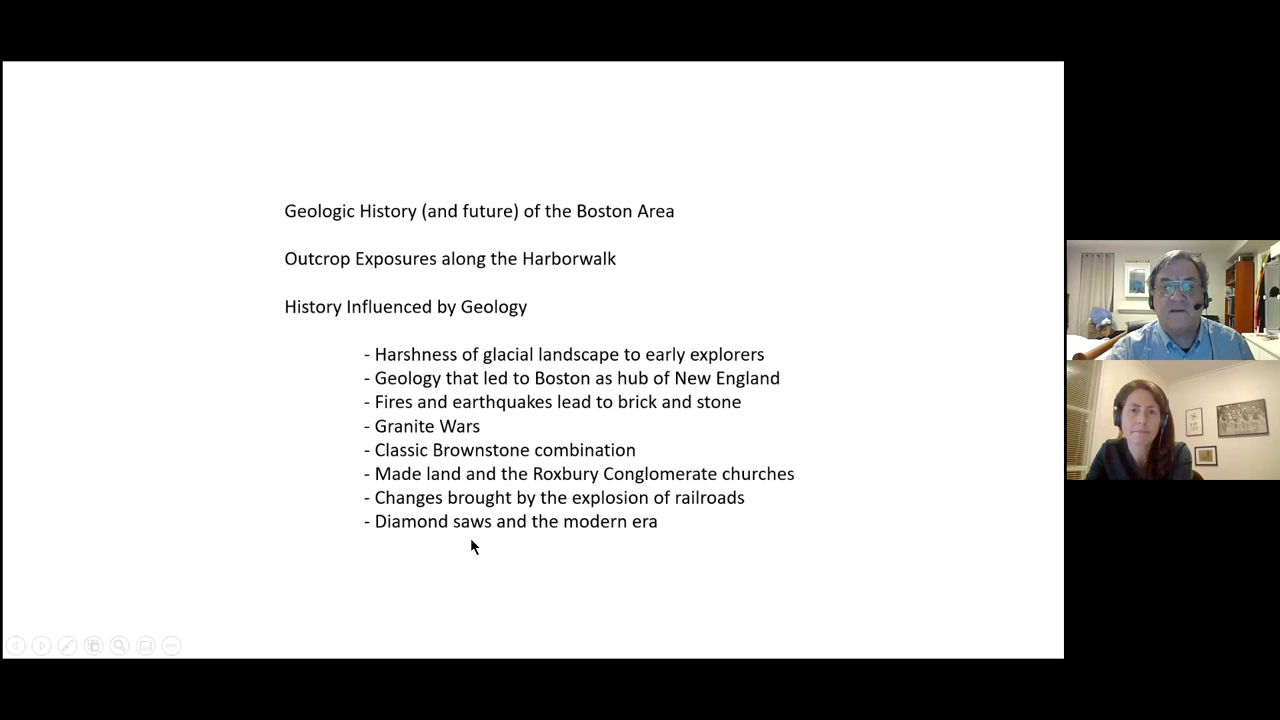 Geologic History (and future) of the Boston Area
Outcrop Exposures along the Harborwalk
History Influenced by Geology
- Harshness of glacial landscape to early explorers
- Geology that led to Boston as hub of New England
- Fires and earthquakes lead to brick and stone
- Granite Wars
- Classic Brownstone combination
- Made land and the Roxbury Conglomerate churches
- Changes brought by the explosion of railroads
- Diamond saws and the modern era